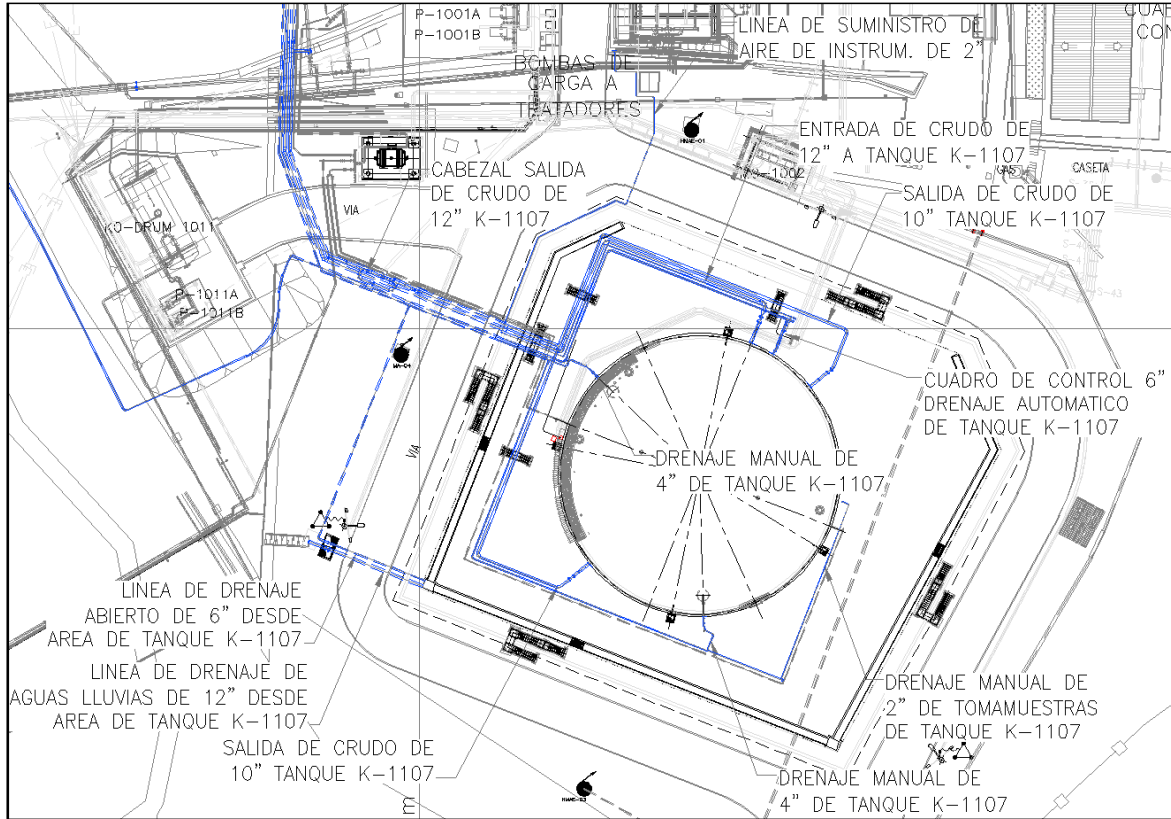 P-1001A
P-1001B
LINEA DE SUMINISTRO DE
AIRE DE INSTRUM. DE 2"
CUAD
CON
BOMBAS DE
CARGA A
TRATADORES
ENTRADA DE CRUDO DE
12" A TANQUE K-1107
CABEZAL SALIDA
DE CRUDO DE
12" K-1107
GAS
CASETA
SALIDA DE CRUDO DE
10" TANQUE K-1107
VIA
KO-DRUM 1011
P-1011A
P-1011B
S-43
CUADRO DE CONTROL 6"
DRENAJE AUTOMATICO
DE TANQUE K-1107
VIA
DRENAJE MANUAL DE
4" DE TANQUE K-1107
LINEA DE DRENAJE
ABIERTO DE 6" DESDE
AREA DE TANQUE K-1107
LINEA DE DRENAJE DE
AGUAS LLUVIAS DE 12" DESDE
AREA DE TANQUE K-1107
DRENAJE MANUAL DE
2" DE TOMAMUESTRAS
DE TANQUE K-1107
SALIDA DE CRUDO DE
10" TANQUE K-1107
DRENAJE MANUAL DE
4" DE TANQUE K-1107
m